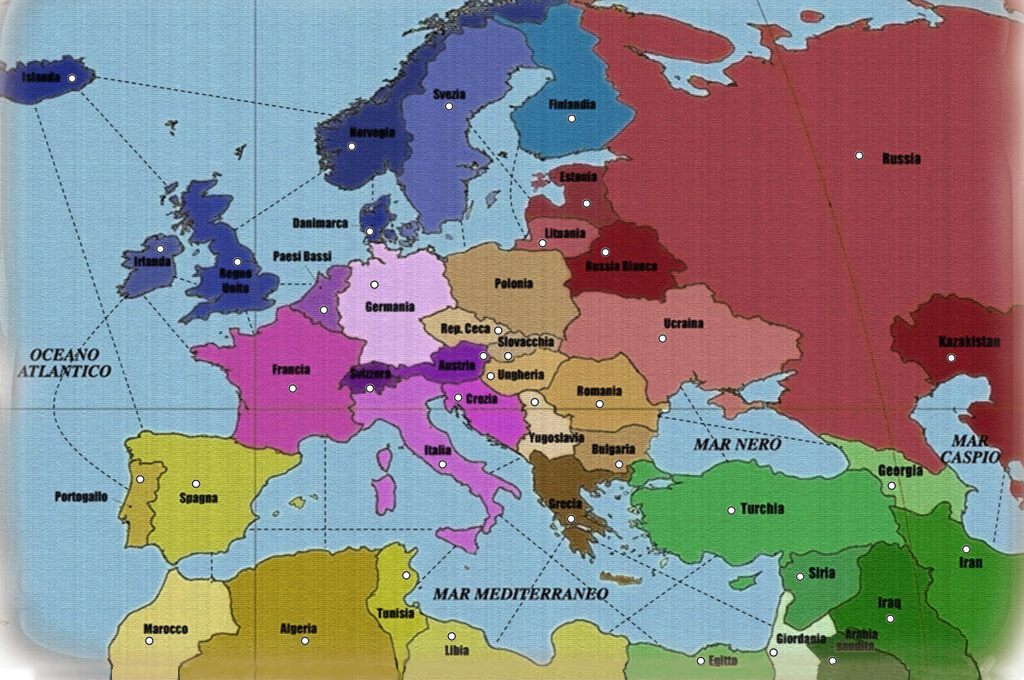 Islanda
Svezia
Finlandia
Norvegia
Russia
Estonia
Danimarca
Lituania
Irlanda
Paesi Bassi
Regno
Unito
Russia Bianca
Polonia
Germania
Ucraina
Rep. Ceca
Slovacchia
Kazakistan
OCEANO
ATLANTICO
Francia
Svizzera
Austria
Ungheria
Romania
Crozia
Yugoslavia
MAR NERO
MAR
CASPIO
Italia
Bulgaria
Georgia
Portogallo
Spagna
Grecia
Turchia
Siria
Iran
MAR MEDITERRANEO
Tunisia
Iraq
Marocco
Algeria
Libia
Giordania
Arabia
saudita
Egitto